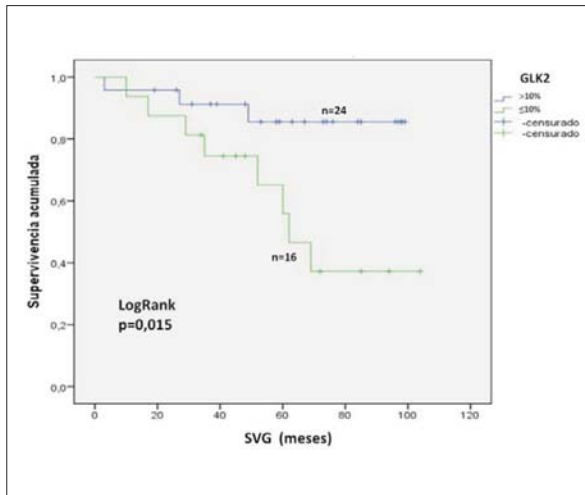 GLK2
>10%
≤10%
-censurado
-censurado
n=24
n=16
LogRank
p=0,015
Supervivencia acumulada
1,0
0,8
0,6
0,4
0,2
0,0
0
20
40
60
80
100
120
SVG (meses)